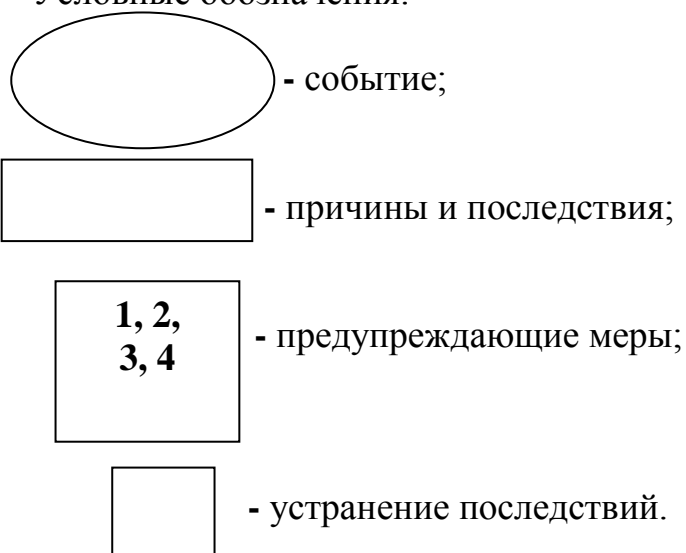 Условные обозначения:
- событие;
- причины и последствия;
1, 2,
3, 4
- предупреждающие меры;
- устранение последствий.